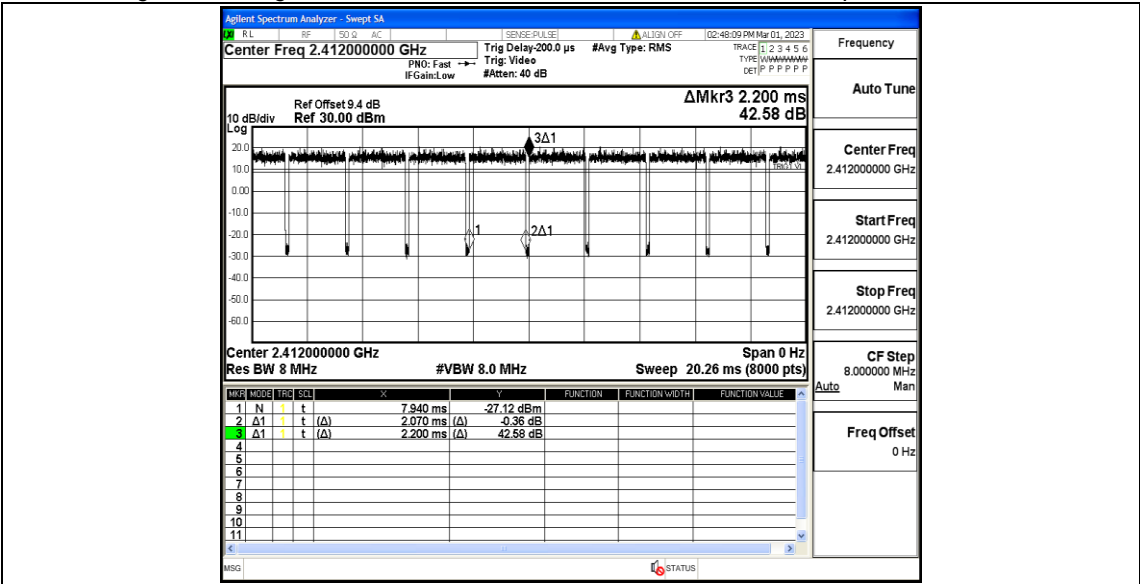 Agilent Spectrum Analyzer - Swept SA
RL RF 50 Ω AC SENSE:PULSE ALIGN OFF 02:48:09 PM Mar 01, 2023
Center Freq 2.412000000 GHz
PNO: Fast
IFGain:Low
Trig Delay-200.0 µs
Trig: Video
#Atten: 40 dB
#Avg Type: RMS
TRACE 1 2 3 4 5 6
TYPE
DET P P P P P P
ΔMkr3 2.200 ms
42.58 dB
Ref Offset 9.4 dB
10 dB/div Ref 30.00 dBm
Log
20.0
10.0
0.00
-10.0
-20.0
-30.0
-40.0
-50.0
-60.0
3Δ1
1
2Δ1
Center 2.412000000 GHz Span 0 Hz
Res BW 8 MHz #VBW 8.0 MHz Sweep 20.26 ms (8000 pts)
MKR MODE TRC SCL X Y FUNCTION FUNCTION WIDTH FUNCTION VALUE
1 N 1 t 7.940 ms -27.12 dBm
2 Δ1 1 t (Δ) 2.070 ms (Δ) -0.36 dB
3 Δ1 1 t (Δ) 2.200 ms (Δ) 42.58 dB
4
5
6
7
8
9
10
11
MSG STATUS
Frequency
Auto Tune
Center Freq
2.412000000 GHz
Start Freq
2.412000000 GHz
Stop Freq
2.412000000 GHz
CF Step
8.000000 MHz
Auto Man
Freq Offset
0 Hz